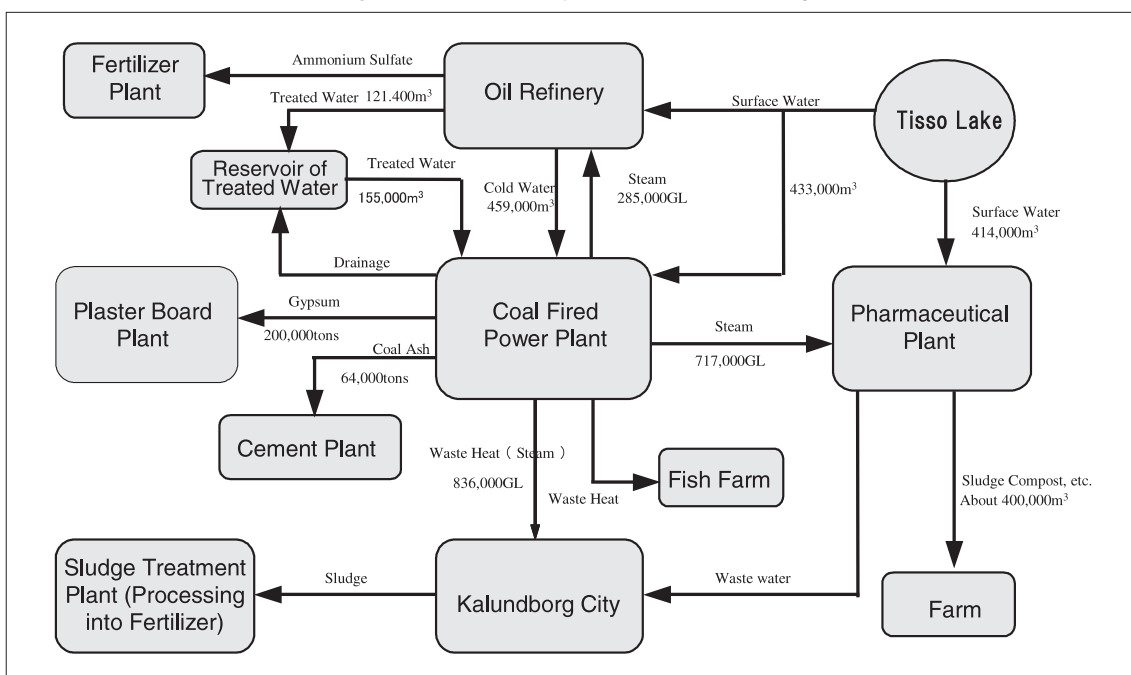 Fertilizer
Plant
Ammonium Sulfate
Treated Water 121.400m³
Oil Refinery
Surface Water
Tisso Lake
Reservoir of
Treated Water
Treated Water
155,000m³
Cold Water
459,000m³
Steam
285,000GL
433,000m³
Surface Water
414,000m³
Drainage
Plaster Board
Plant
Gypsum
200,000tons
Coal Fired
Power Plant
Steam
717,000GL
Pharmaceutical
Plant
Coal Ash
64,000tons
Cement Plant
Waste Heat ( Steam )
836,000GL
Waste Heat
Fish Farm
Sludge Compost, etc.
About 400,000m³
Sludge Treatment
Plant (Processing
into Fertilizer)
Sludge
Kalundborg City
Waste water
Farm